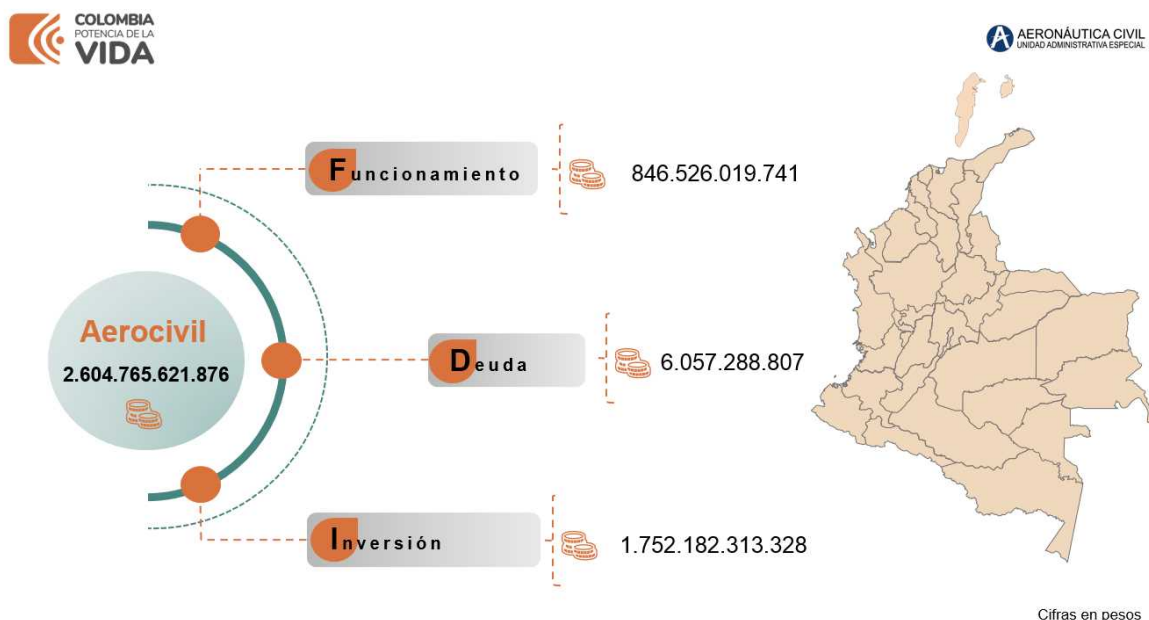 COLOMBIA
POTENCIA DE LA
VIDA
AERONÁUTICA CIVIL
UNIDAD ADMINISTRATIVA ESPECIAL
Funcionamiento
846.526.019.741
Aerocivil
2.604.765.621.876
Deuda
6.057.288.807
Inversión
1.752.182.313.328
Cifras en pesos